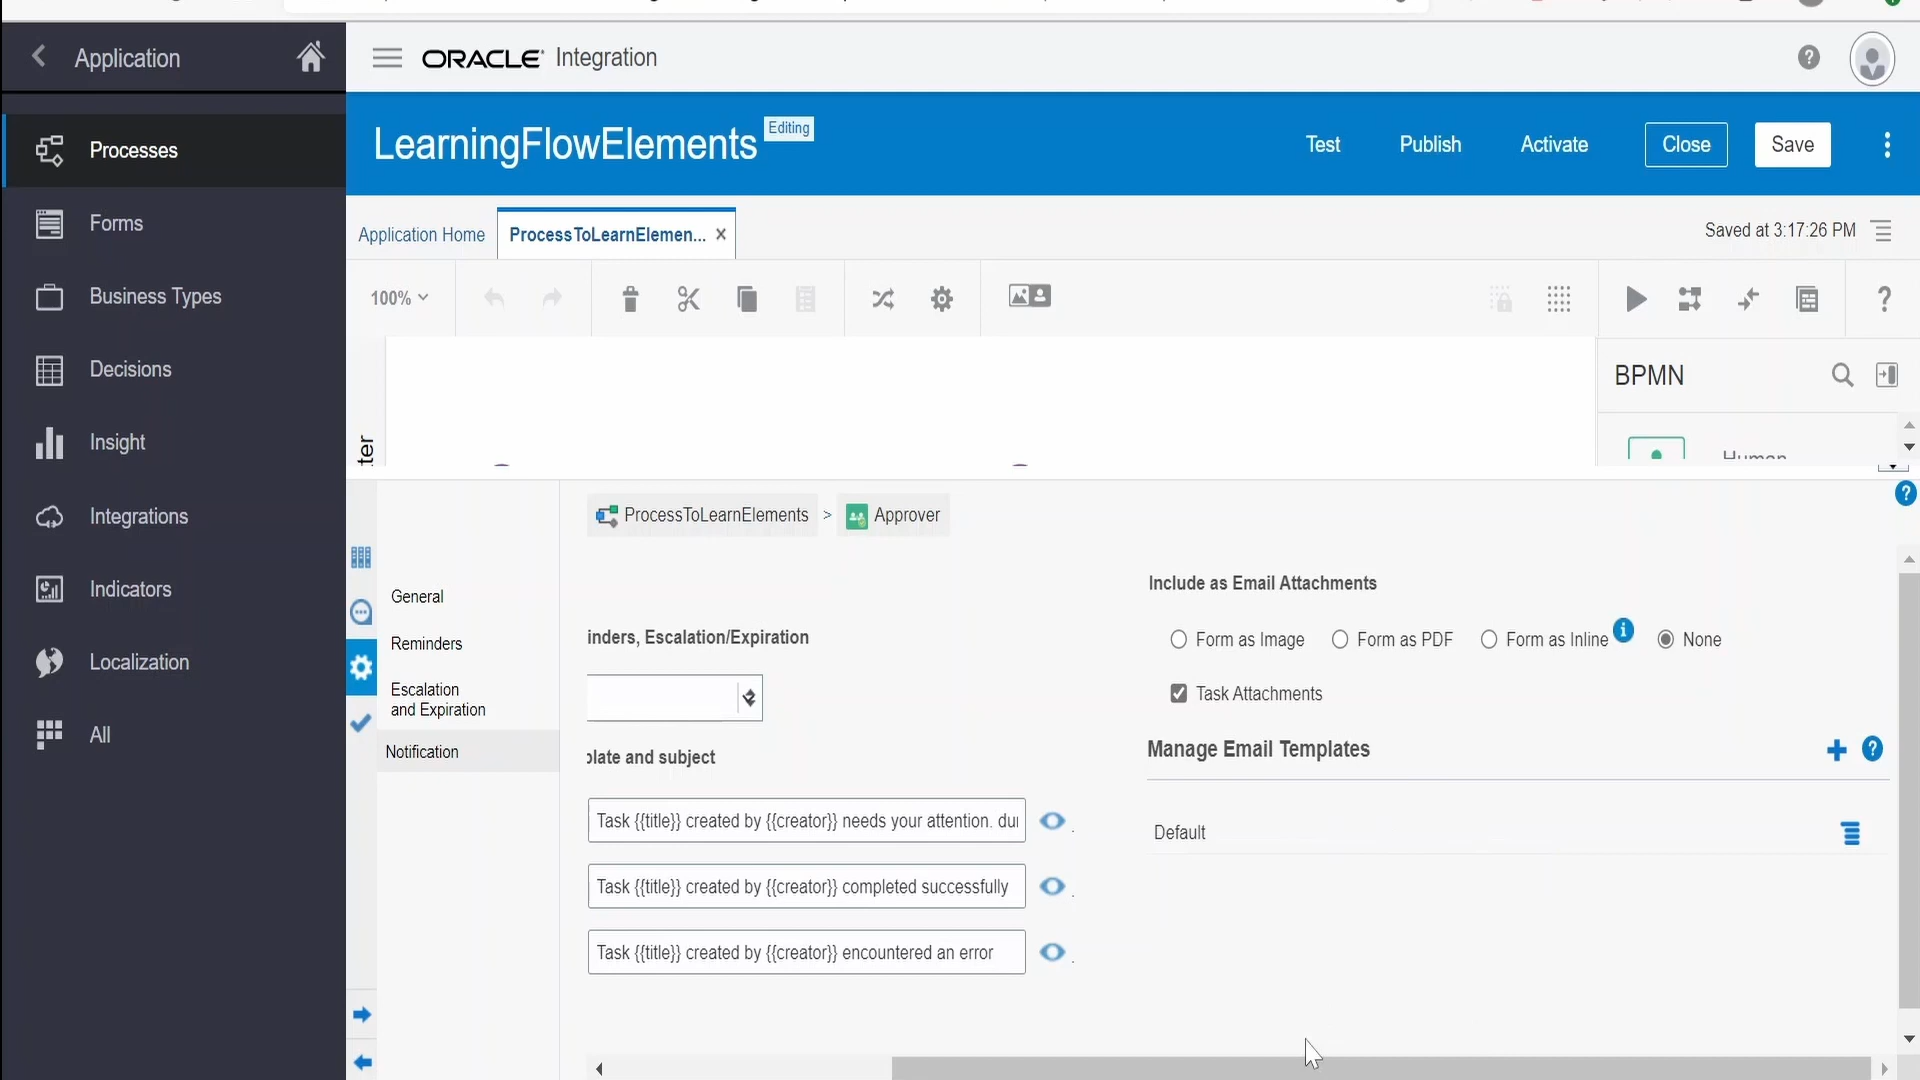 Application
ORACLE Integration
LearningFlowElements
Editing
Test
Publish
Activate
Close
Save
Processes
Forms
Business Types
Decisions
Insight
Integrations
Indicators
Localization
All
Application Home
ProcessToLearnElemen... ×
Saved at 3:17:26 PM
100%
?
BPMN
Human
ter
ProcessToLearnElements > Approver
?
General
Reminders
Escalation
and Expiration
Notification
inders, Escalation/Expiration
plate and subject
Task {{title}} created by {{creator}} needs your attention. du
Task {{title}} created by {{creator}} completed successfully
Task {{title}} created by {{creator}} encountered an error
Include as Email Attachments
Form as Image
Form as PDF
Form as Inline
None
Task Attachments
Manage Email Templates
?
Default